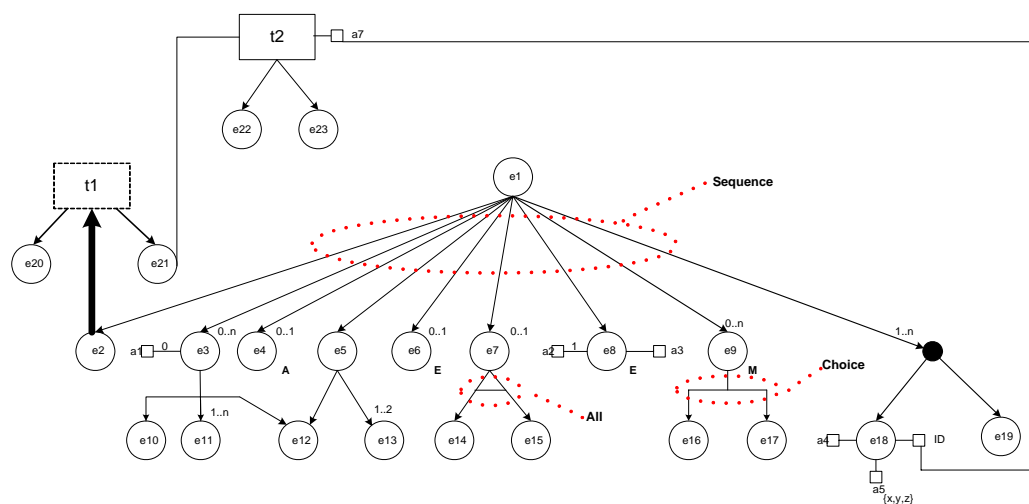 t2
a7
e22
e23
t1
e1
Sequence
e20
e21
0..n
0..1
0..1
0..1
0..n
1..n
a1
0
e2
e3
e4
e5
e6
e7
a2
1
e8
a3
e9
A
E
E
M
Choice
1..n
1..2
All
e10
e11
e12
e13
e14
e15
e16
e17
a4
e18
ID
e19
a5
{x,y,z}